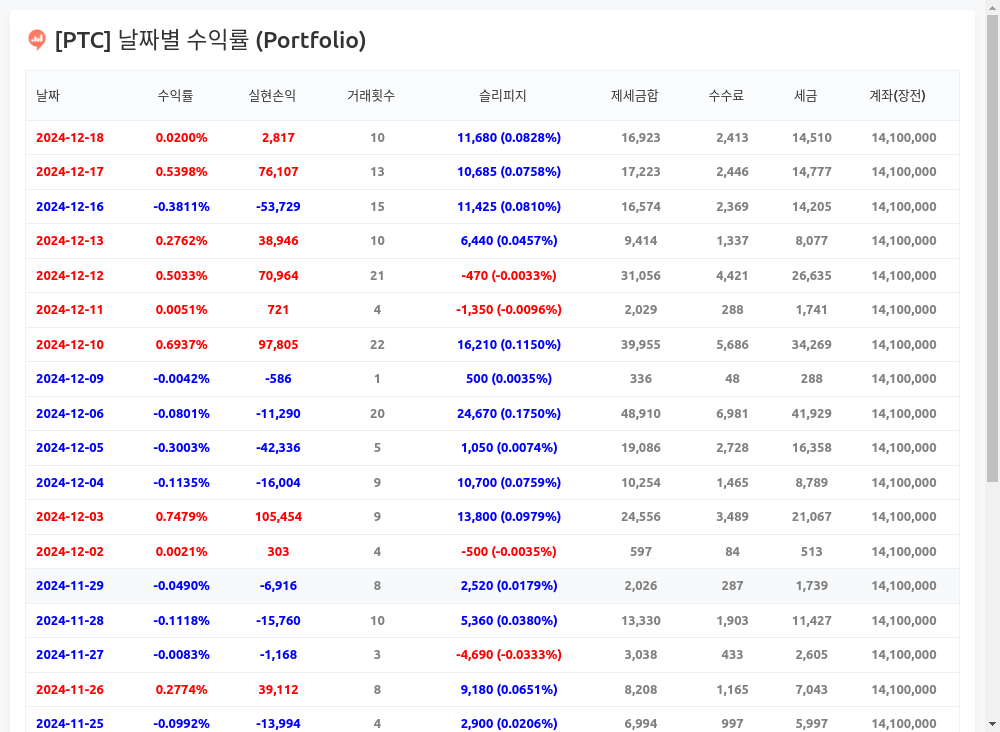 [PTC] 날짜별 수익률 (Portfolio)
날짜 수익률 실현손익 거래횟수 슬리피지 제세금합 수수료 세금 계좌(장전)
2024-12-18 0.0200% 2,817 10 11,680 (0.0828%) 16,923 2,413 14,510 14,100,000
2024-12-17 0.5398% 76,107 13 10,685 (0.0758%) 17,223 2,446 14,777 14,100,000
2024-12-16 -0.3811% -53,729 15 11,425 (0.0810%) 16,574 2,369 14,205 14,100,000
2024-12-13 0.2762% 38,946 10 6,440 (0.0457%) 9,414 1,337 8,077 14,100,000
2024-12-12 0.5033% 70,964 21 -470 (-0.0033%) 31,056 4,421 26,635 14,100,000
2024-12-11 0.0051% 721 4 -1,350 (-0.0096%) 2,029 288 1,741 14,100,000
2024-12-10 0.6937% 97,805 22 16,210 (0.1150%) 39,955 5,686 34,269 14,100,000
2024-12-09 -0.0042% -586 1 500 (0.0035%) 336 48 288 14,100,000
2024-12-06 -0.0801% -11,290 20 24,670 (0.1750%) 48,910 6,981 41,929 14,100,000
2024-12-05 -0.3003% -42,336 5 1,050 (0.0074%) 19,086 2,728 16,358 14,100,000
2024-12-04 -0.1135% -16,004 9 10,700 (0.0759%) 10,254 1,465 8,789 14,100,000
2024-12-03 0.7479% 105,454 9 13,800 (0.0979%) 24,556 3,489 21,067 14,100,000
2024-12-02 0.0021% 303 4 -500 (-0.0035%) 597 84 513 14,100,000
2024-11-29 -0.0490% -6,916 8 2,520 (0.0179%) 2,026 287 1,739 14,100,000
2024-11-28 -0.1118% -15,760 10 5,360 (0.0380%) 13,330 1,903 11,427 14,100,000
2024-11-27 -0.0083% -1,168 3 -4,690 (-0.0333%) 3,038 433 2,605 14,100,000
2024-11-26 0.2774% 39,112 8 9,180 (0.0651%) 8,208 1,165 7,043 14,100,000
2024-11-25 -0.0992% -13,994 4 2,900 (0.0206%) 6,994 997 5,997 14,100,000